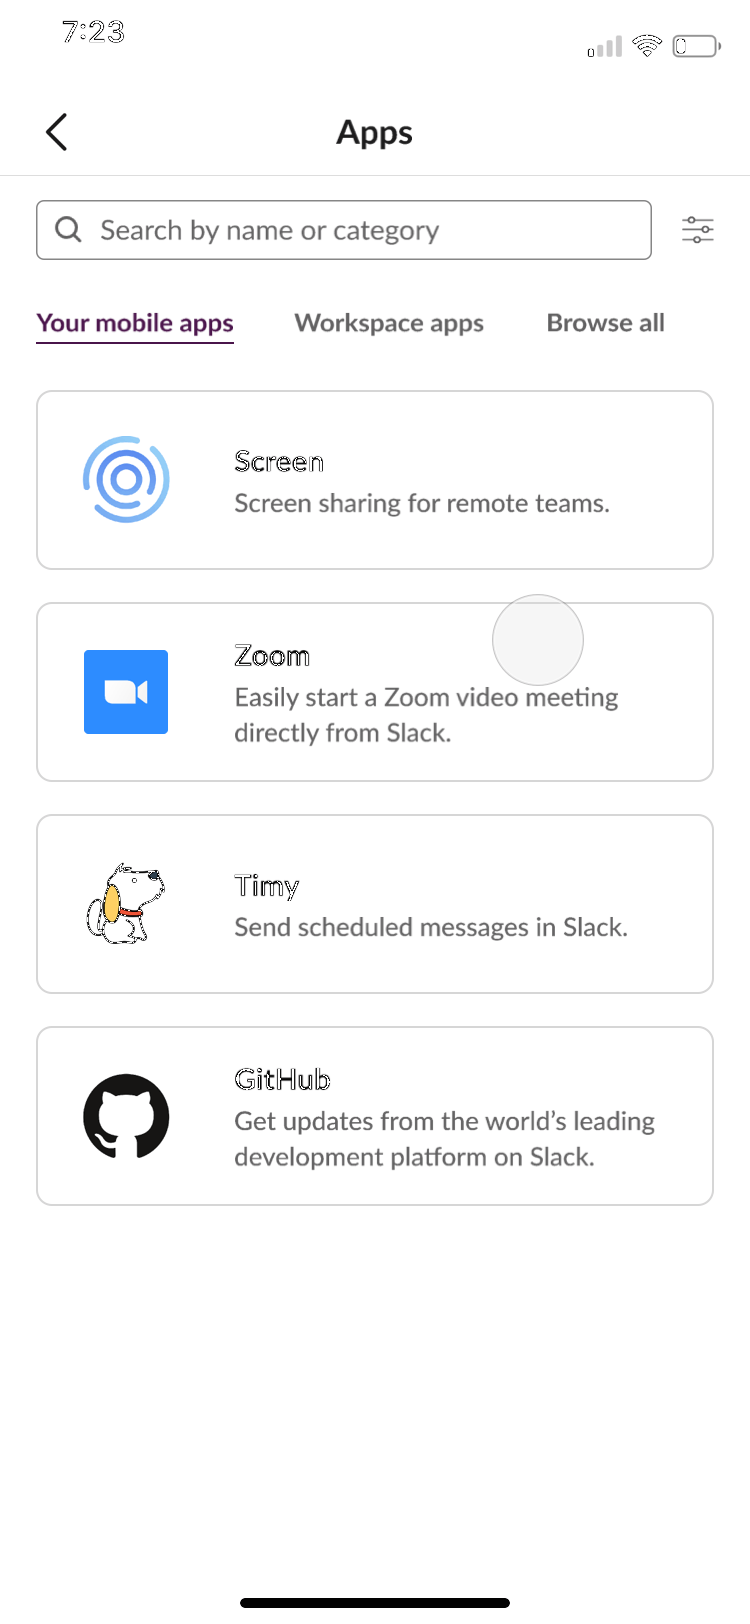 7:23
Apps
Search by name or category
Your mobile apps Workspace apps Browse all
Screen
Screen sharing for remote teams.
Zoom
Easily start a Zoom video meeting
directly from Slack.
Timy
Send scheduled messages in Slack.
GitHub
Get updates from the world’s leading
development platform on Slack.